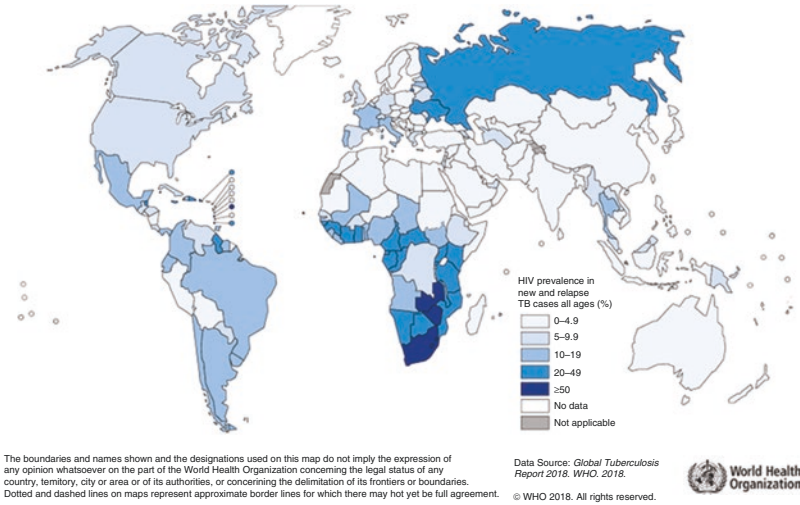 HIV prevalence in
new and relapse
TB cases all ages (%)
0–4.9
5–9.9
10–19
20–49
≥50
No data
Not applicable
The boundaries and names shown and the designations used on this map do not imply the expression of
any opinion whatsoever on the part of the World Health Organization conceming the legal status of any
country, temitory, city or area or of its authorities, or concerining the delimitation of its frontiers or boundaries.
Dotted and dashed lines on maps represent approximate border lines for which there may hot yet be full agreement.
Data Source: Global Tuberculosis
Report 2018. WHO. 2018.
© WHO 2018. All rights reserved.
World Health
Organization